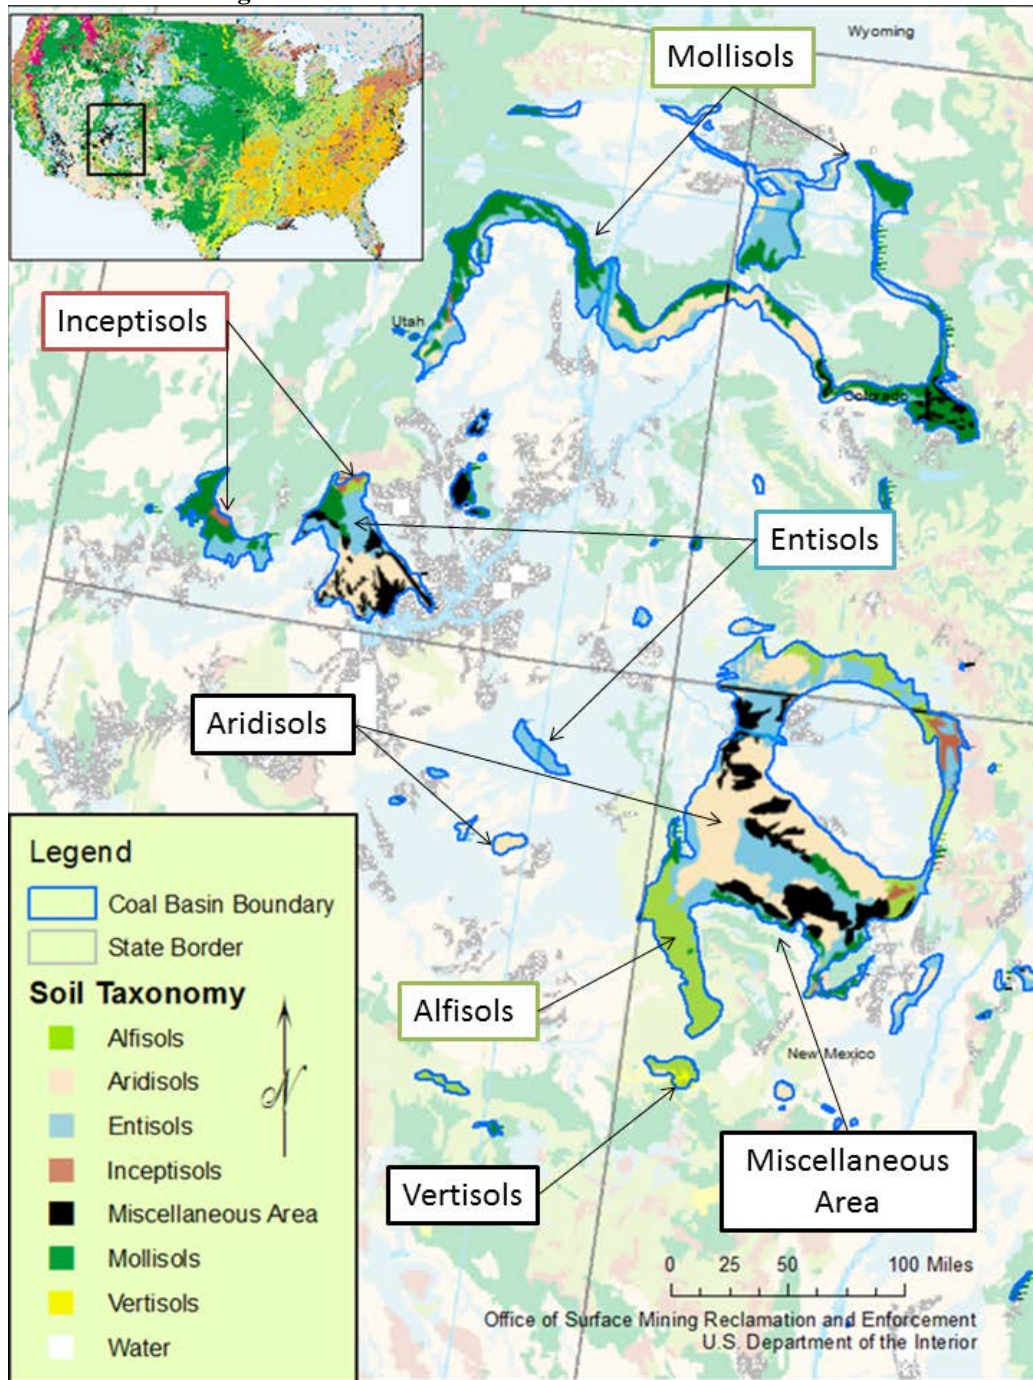 Wyoming
Mollisols
Inceptisols
Utah
Colorado
Entisols
Aridisols
Legend
Coal Basin Boundary
State Border
Soil Taxonomy
Alfisols
Aridisols
Entisols
Inceptisols
Miscellaneous Area
Mollisols
Vertisols
Water
N
Alfisols
New Mexico
Vertisols
Miscellaneous
Area
0 25 50 100 Miles
Office of Surface Mining Reclamation and Enforcement
U.S. Department of the Interior